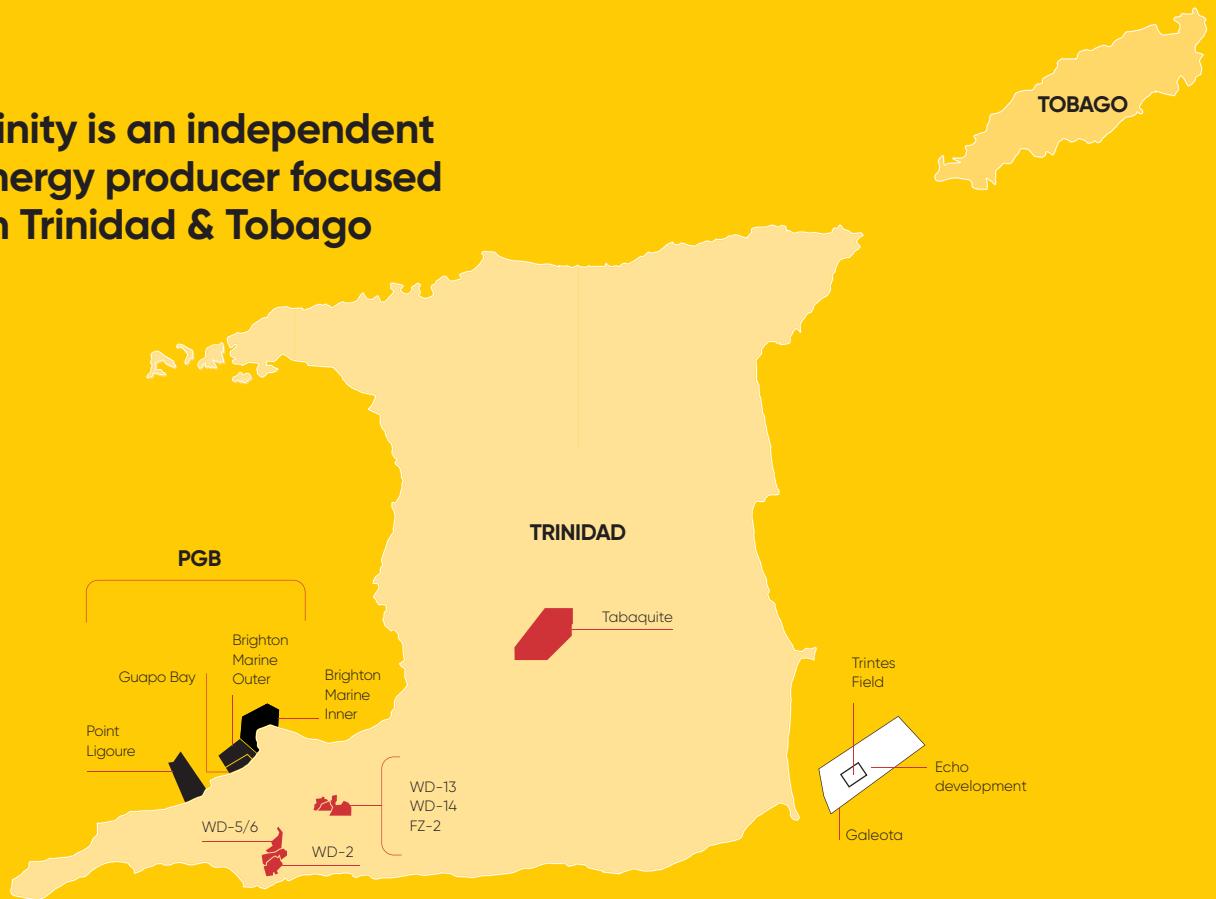 inity is an independent
nergy producer focused
n Trinidad & Tobago
TOBAGO
TRINIDAD
PGB
Brighton
Marine
Outer
Guapo Bay
Brighton
Marine
Inner
Point
Ligoure
Tabaquite
Trintes
Field
Echo
development
Galeota
WD-13
WD-14
FZ-2
WD-5/6
WD-2